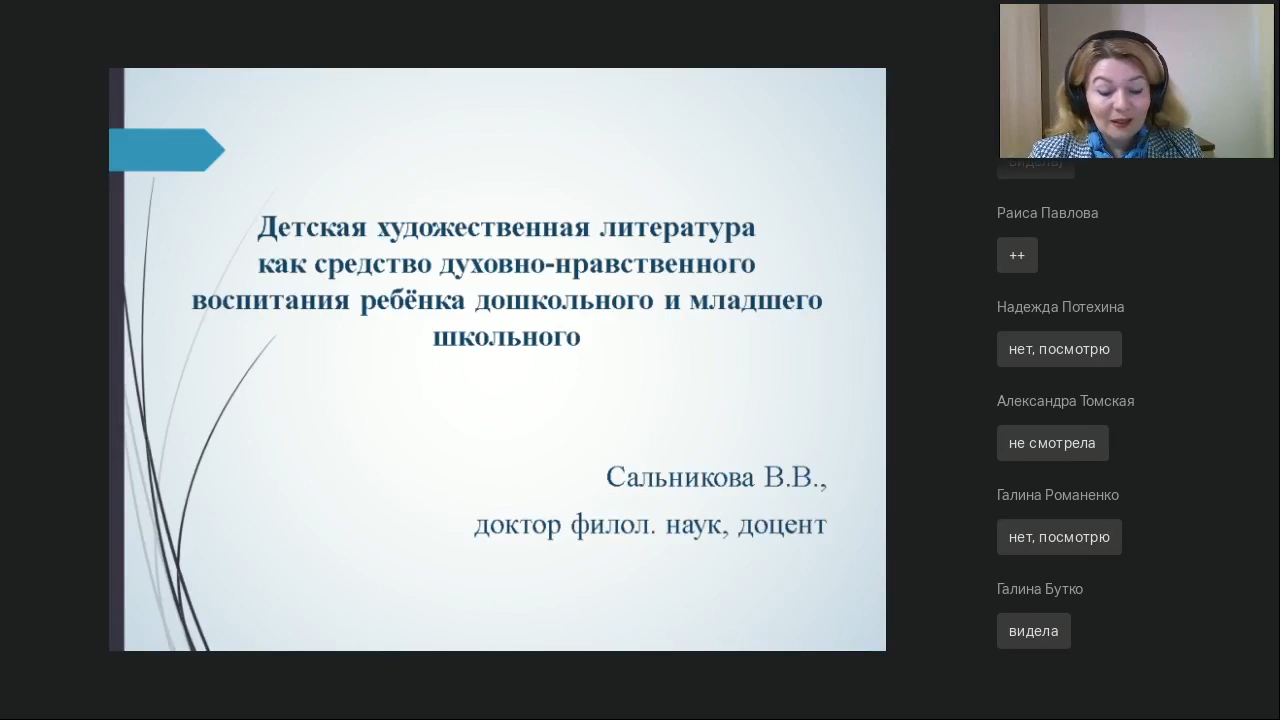 Детская художественная литература
как средство духовно-нравственного
воспитания ребёнка дошкольного и младшего
школьного
Сальникова В.В.,
доктор филол. наук, доцент
Раиса Павлова
++
Надежда Потехина
нет, посмотрю
Александра Томская
не смотрела
Галина Романенко
нет, посмотрю
Галина Бутко
видела